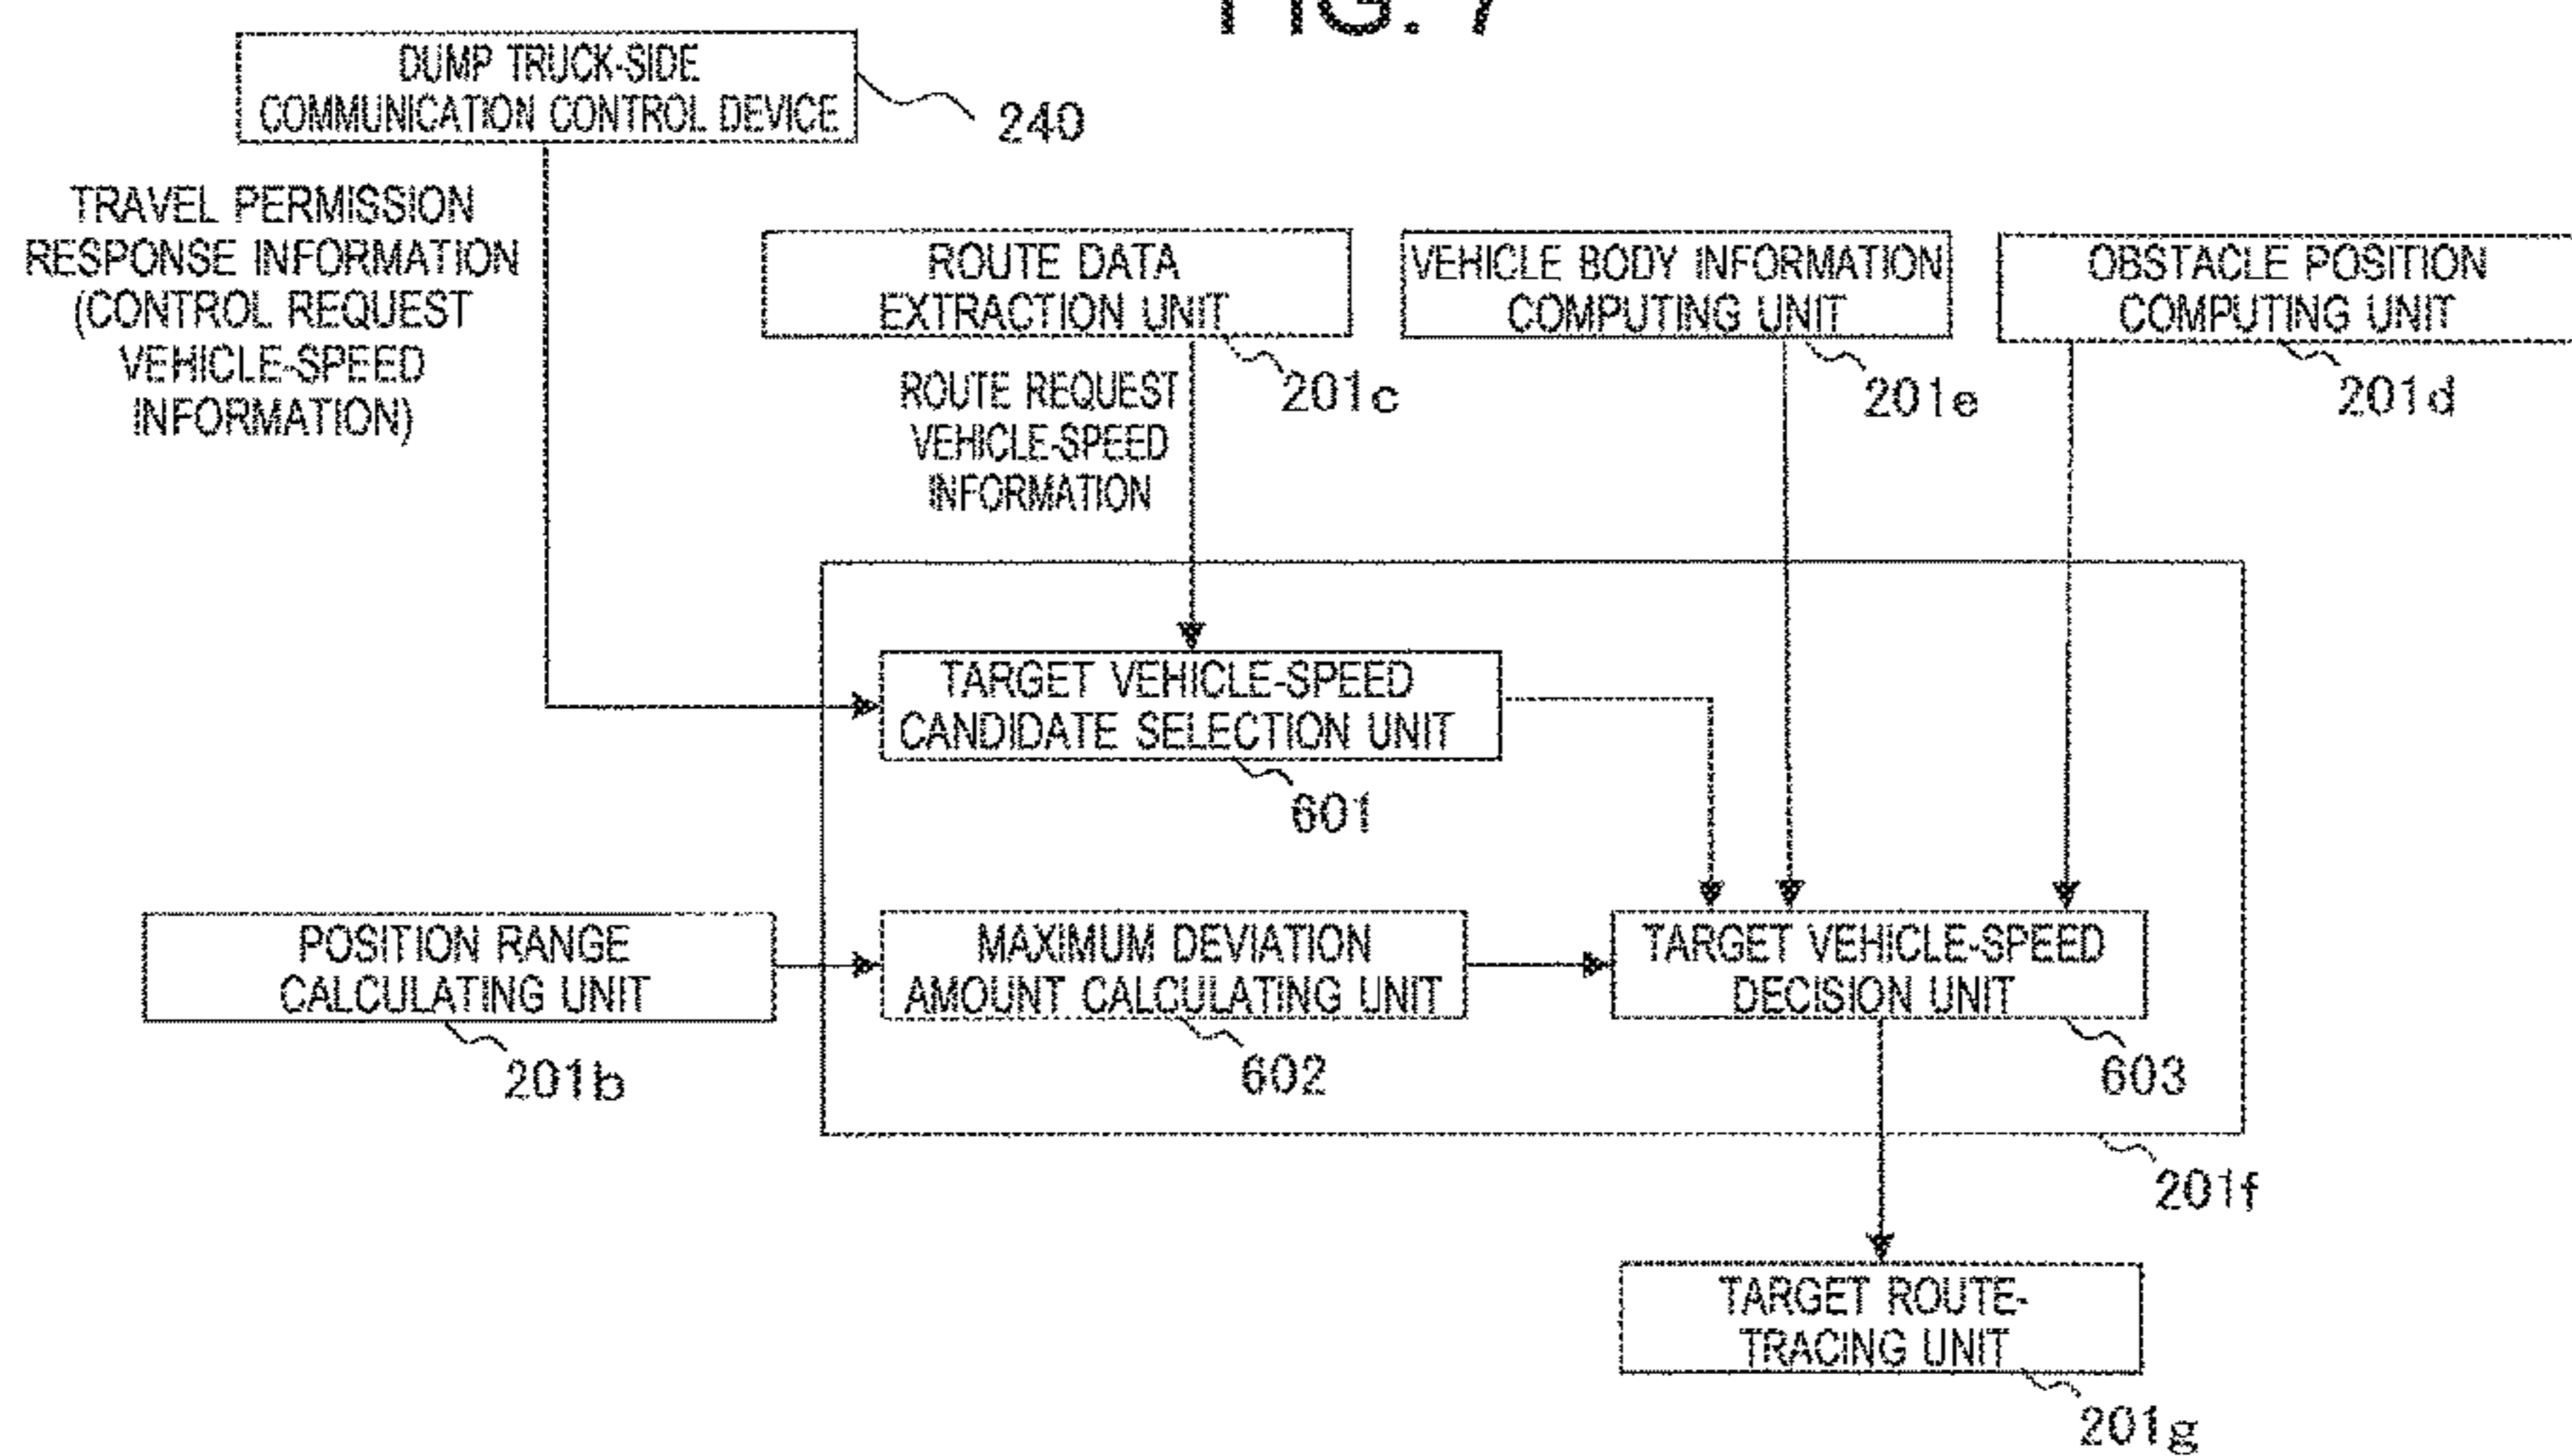 FIG. 7
DUMP TRUCK-SIDE
COMMUNICATION CONTROL DEVICE
240
TRAVEL PERMISSION
RESPONSE INFORMATION
(CONTROL REQUEST
VEHICLE-SPEED
INFORMATION)
ROUTE DATA
EXTRACTION UNIT
201c
VEHICLE BODY INFORMATION
COMPUTING UNIT
201e
OBSTACLE POSITION
COMPUTING UNIT
201d
ROUTE REQUEST
VEHICLE-SPEED
INFORMATION
TARGET VEHICLE-SPEED
CANDIDATE SELECTION UNIT
601
POSITION RANGE
CALCULATING UNIT
201b
MAXIMUM DEVIATION
AMOUNT CALCULATING UNIT
602
TARGET VEHICLE-SPEED
DECISION UNIT
603
201f
TARGET ROUTE-
TRACING UNIT
201g